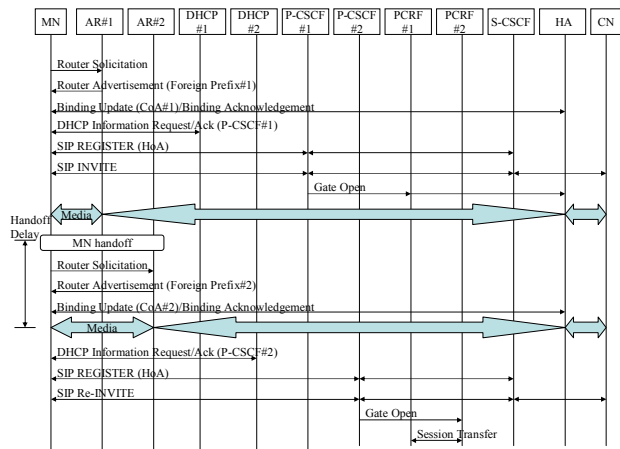 MN
AR#1
AR#2
DHCP
#1
DHCP
#2
P-CSCF
#1
P-CSCF
#2
PCRF
#1
PCRF
#2
S-CSCF
HA
CN
Router Solicitation
Router Advertisement (Foreign Prefix#1)
Binding Update (CoA#1)/Binding Acknowledgement
DHCP Information Request/Ack (P-CSCF#1)
SIP REGISTER (HoA)
SIP INVITE
Gate Open
Media
Handoff
Delay
MN handoff
Router Solicitation
Router Advertisement (Foreign Prefix#2)
Binding Update (CoA#2)/Binding Acknowledgement
Media
DHCP Information Request/Ack (P-CSCF#2)
SIP REGISTER (HoA)
SIP Re-INVITE
Gate Open
Session Transfer